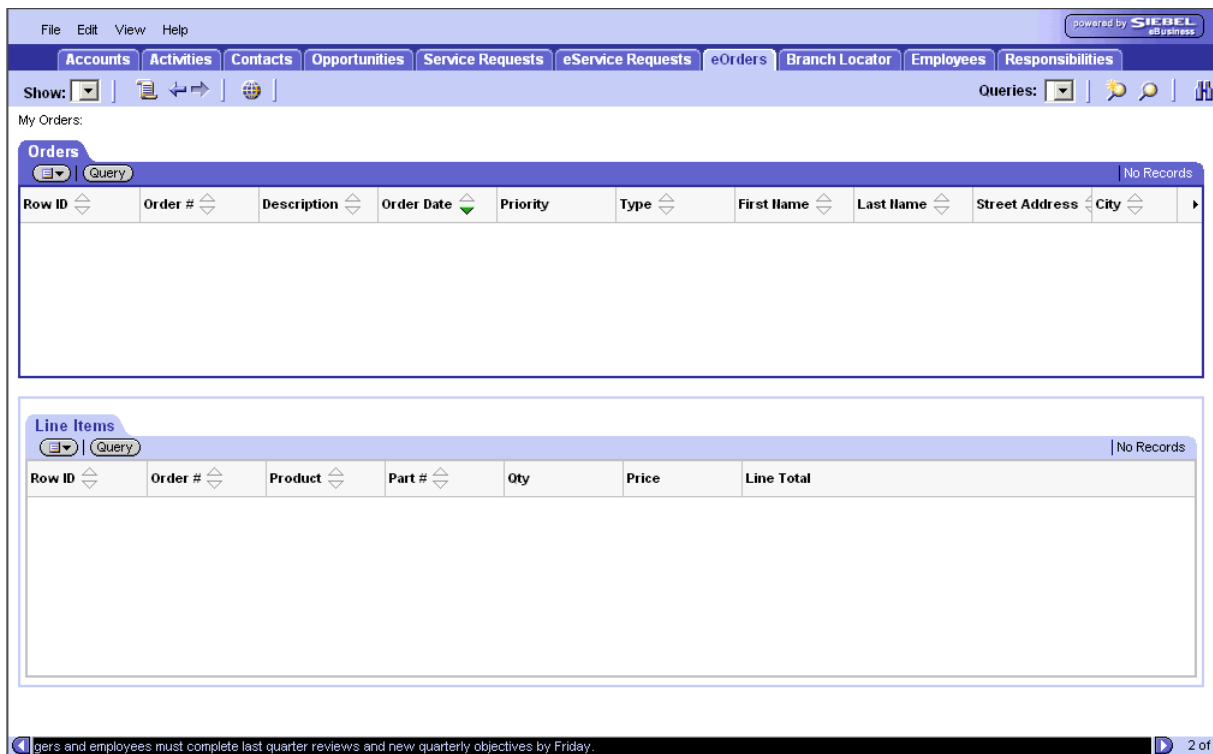 File Edit View Help
powered by SIEBEL
eBusiness
Accounts Activities Contacts Opportunities Service Requests eService Requests eOrders Branch Locator Employees Responsibilities
Show: Queries:
My Orders:
Orders
Query No Records
Row ID Order # Description Order Date Priority Type First Name Last Name Street Address City
Line Items
Query No Records
Row ID Order # Product Part # Qty Price Line Total
gers and employees must complete last quarter reviews and new quarterly objectives by Friday. 2 of